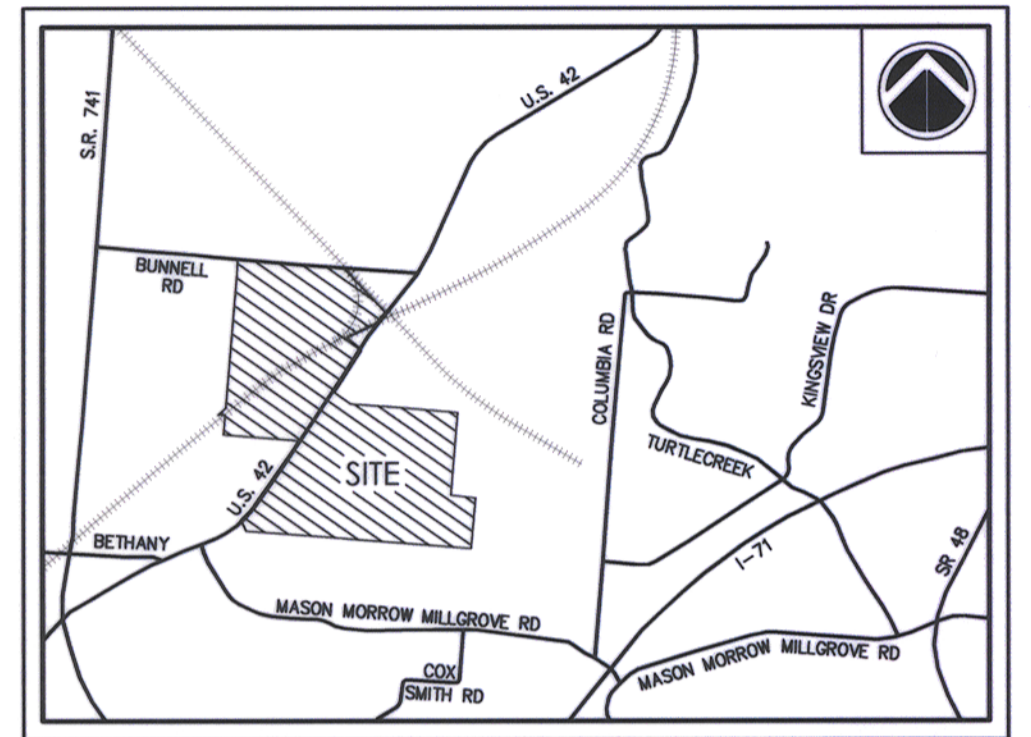 U.S. 42
S.R. 741
BUNNELL
RD
COLUMBIA RD
KINGSVIEW DR
TURTLECREEK
SITE
U.S. 42
BETHANY
I-71
SR 48
MASON MORROW MILLGROVE RD
MASON MORROW MILLGROVE RD
COX
SMITH RD